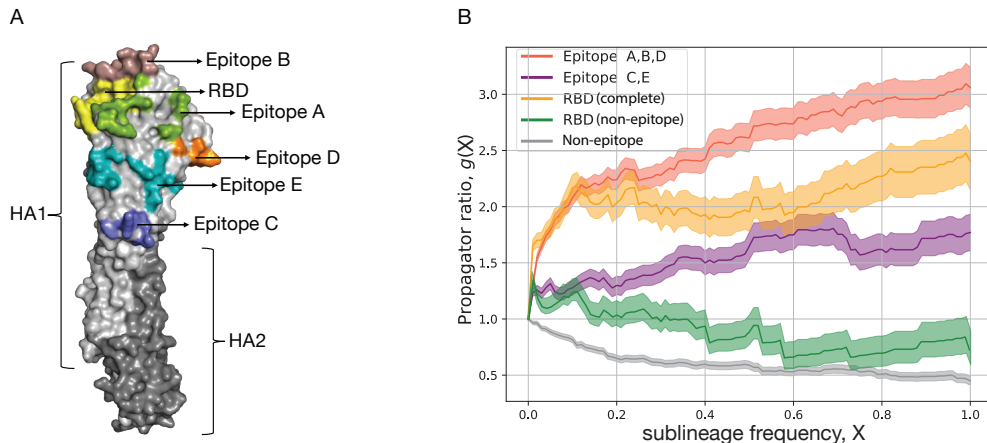 A
Epitope B
RBD
Epitope A
Epitope D
Epitope E
HA1
Epitope C
HA2
B
Propagator ratio, g(X)
3.0
2.5
2.0
1.5
1.0
0.5
Epitope A,B,D
Epitope C,E
RBD (complete)
RBD (non-epitope)
Non-epitope
0.0 0.2 0.4 0.6 0.8 1.0
sublineage frequency, X